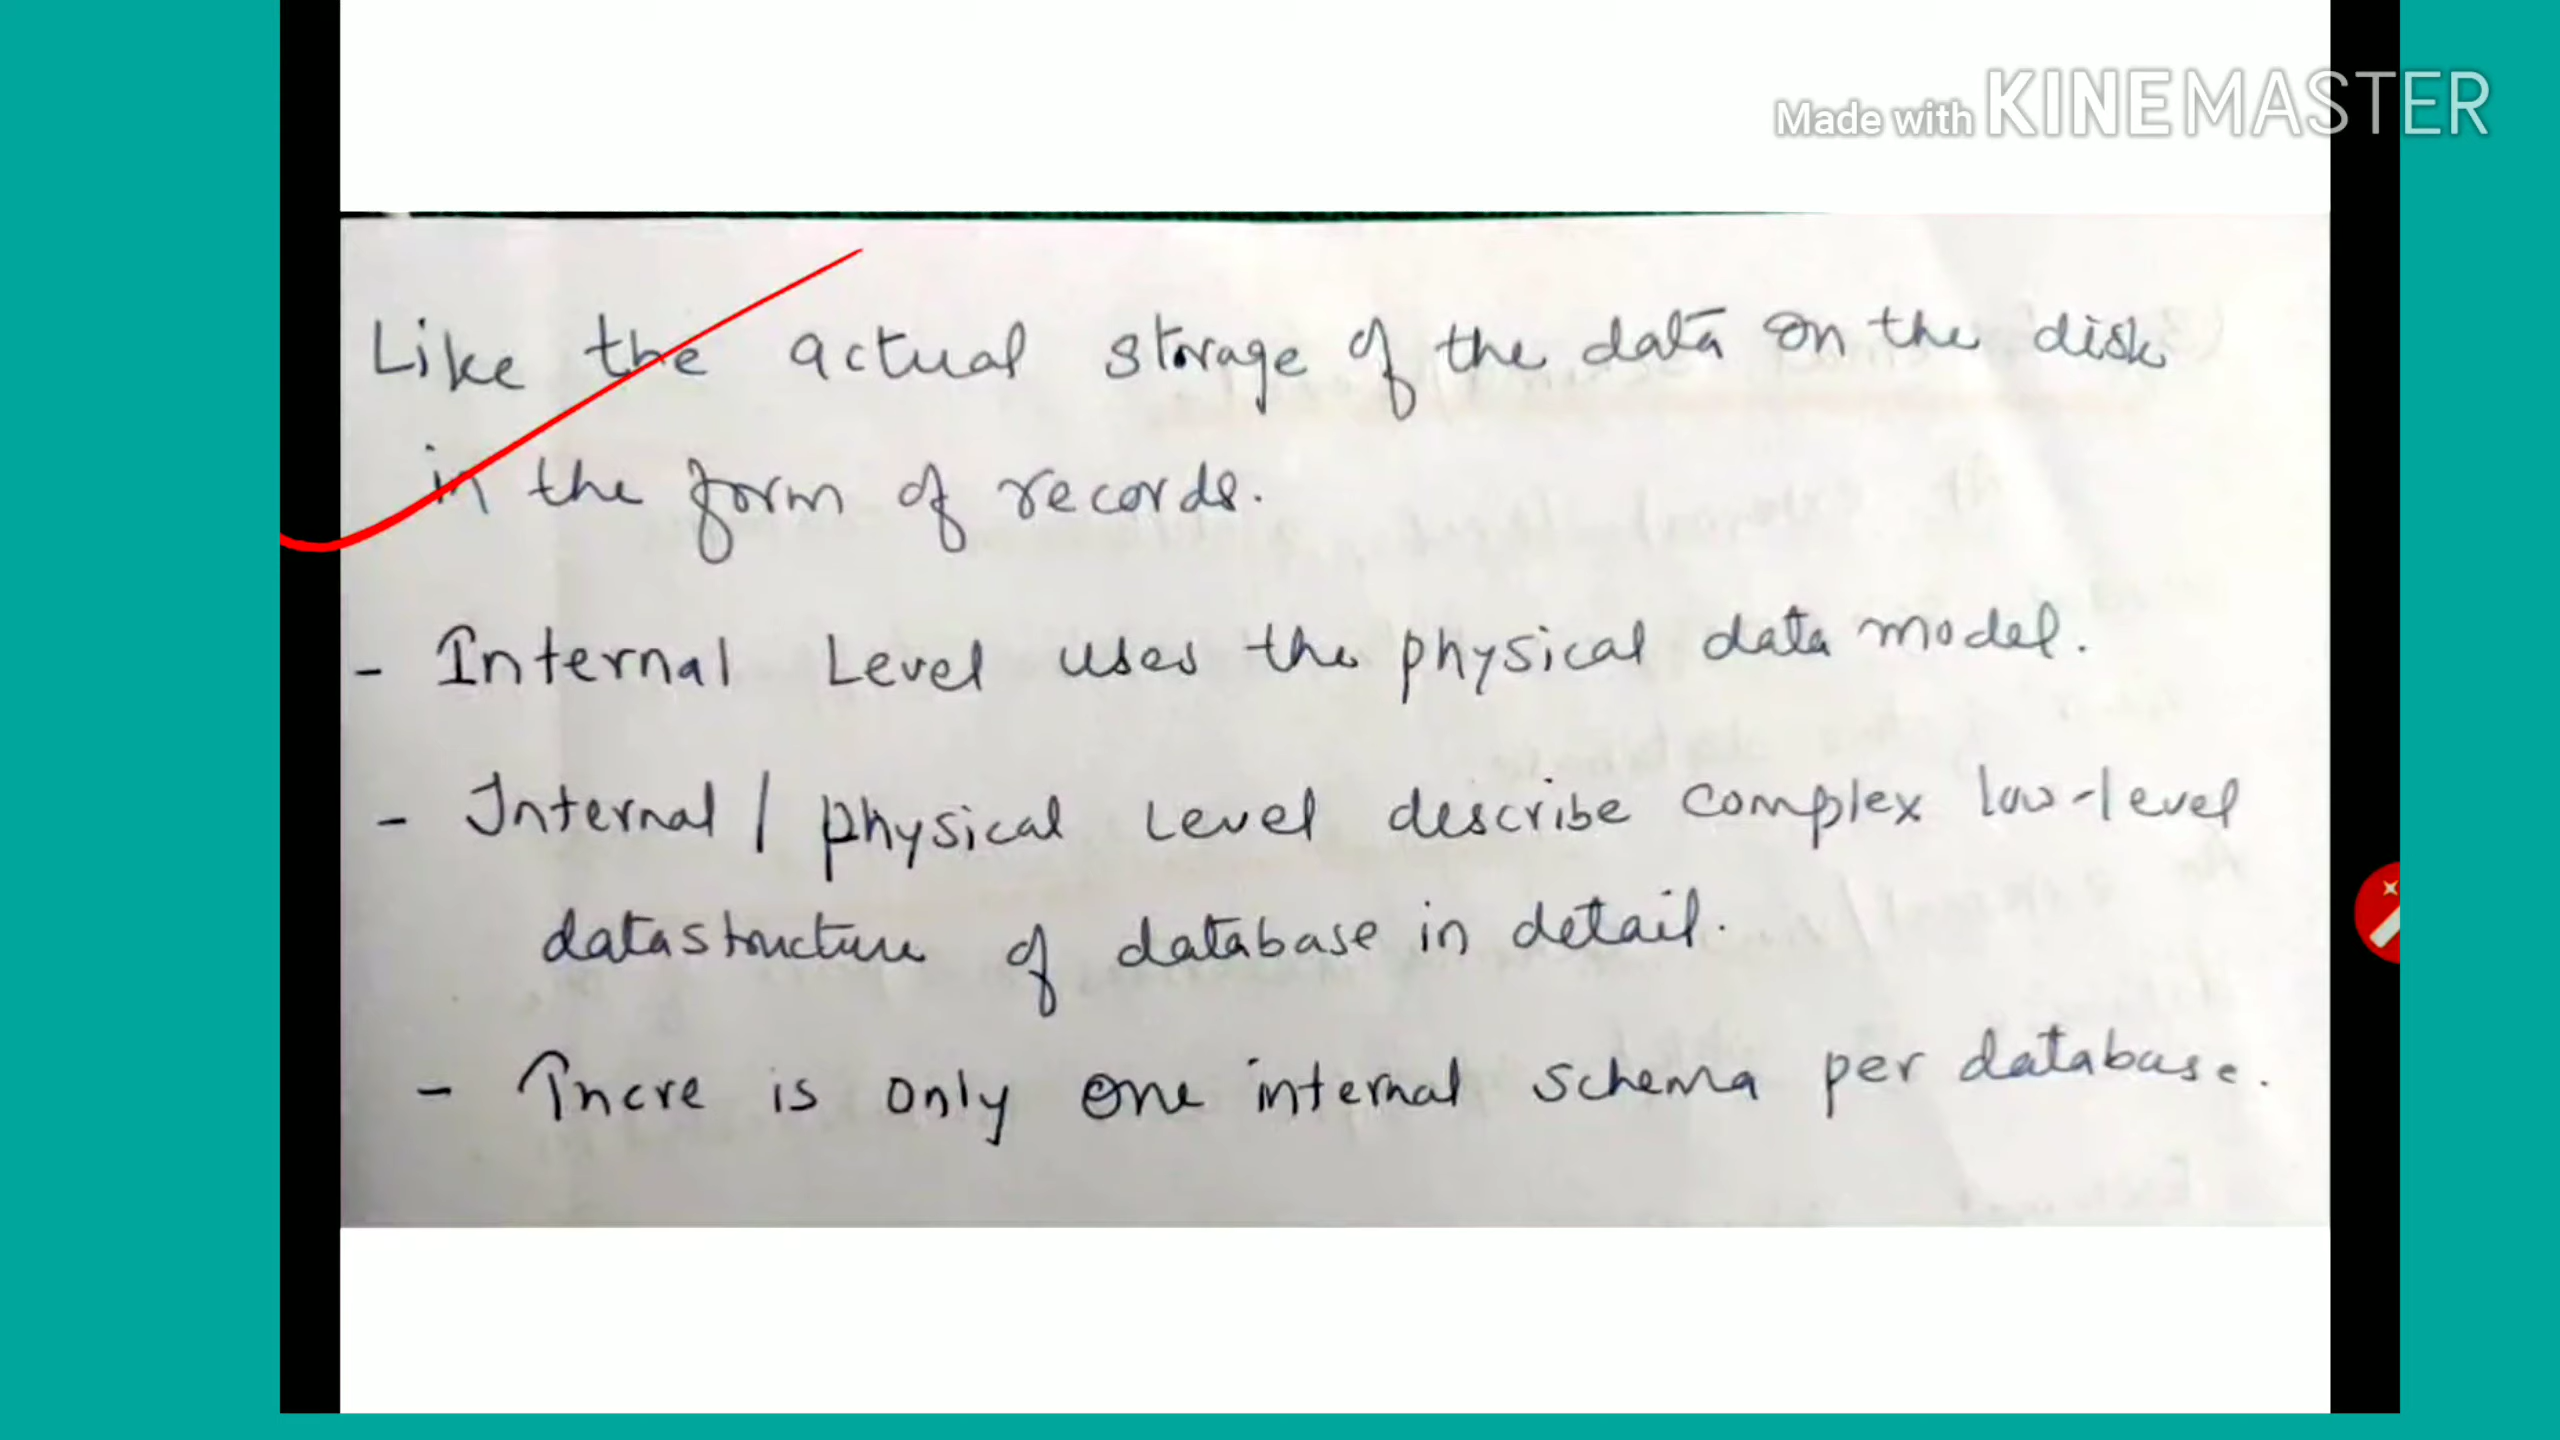 Made with KINEMASTER
Like the actual storage of the data on the disk
in the form of records.
- Internal Level uses the physical data model.
- Internal / physical Level describe complex low-level
datastructure of database in detail.
- There is only one internal schema per database.